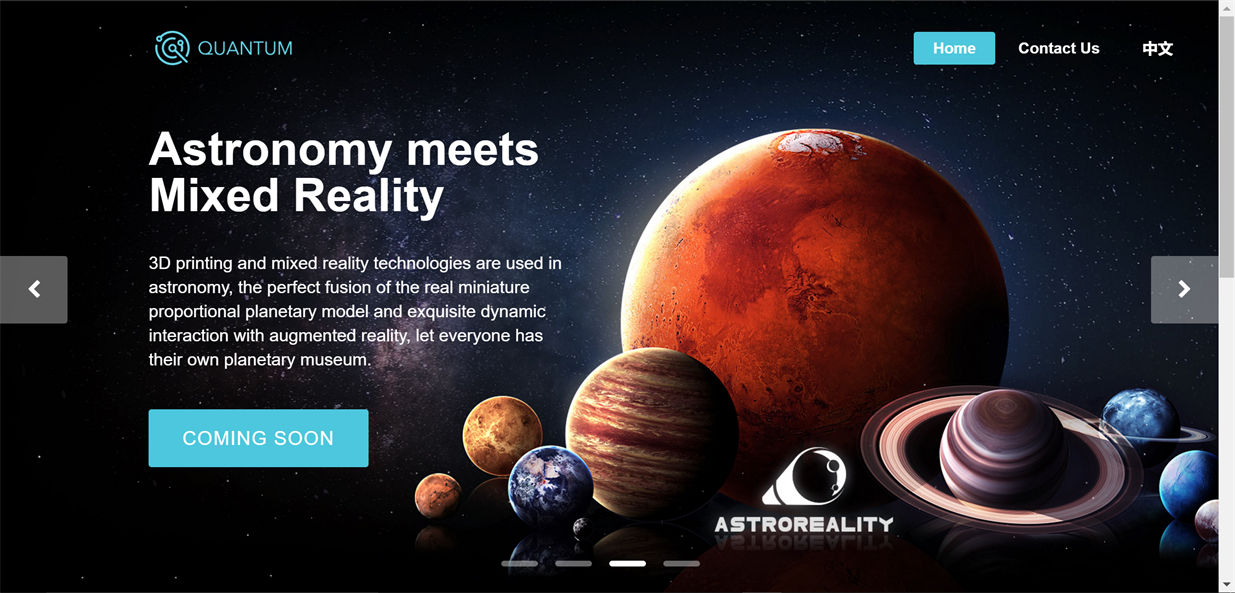 QUANTUM
Home
Contact Us
中文
Astronomy meets
Mixed Reality
3D printing and mixed reality technologies are used in
astronomy, the perfect fusion of the real miniature
proportional planetary model and exquisite dynamic
interaction with augmented reality, let everyone has
their own planetary museum.
COMING SOON
ASTROREALITY